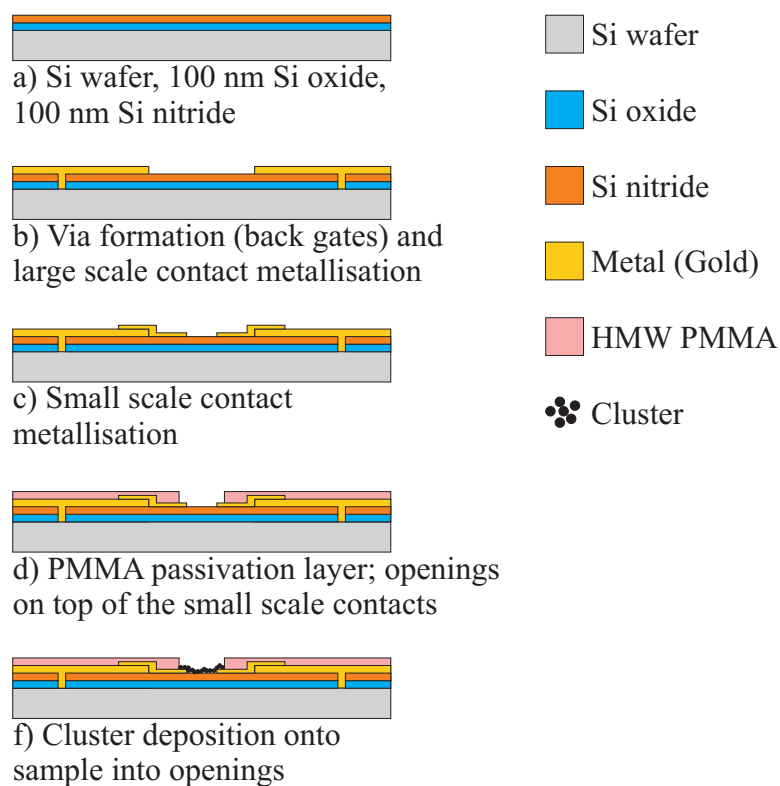 a) Si wafer, 100 nm Si oxide,
100 nm Si nitride
b) Via formation (back gates) and
large scale contact metallisation
c) Small scale contact
metallisation
d) PMMA passivation layer; openings
on top of the small scale contacts
f) Cluster deposition onto
sample into openings
Si wafer
Si oxide
Si nitride
Metal (Gold)
HMW PMMA
Cluster